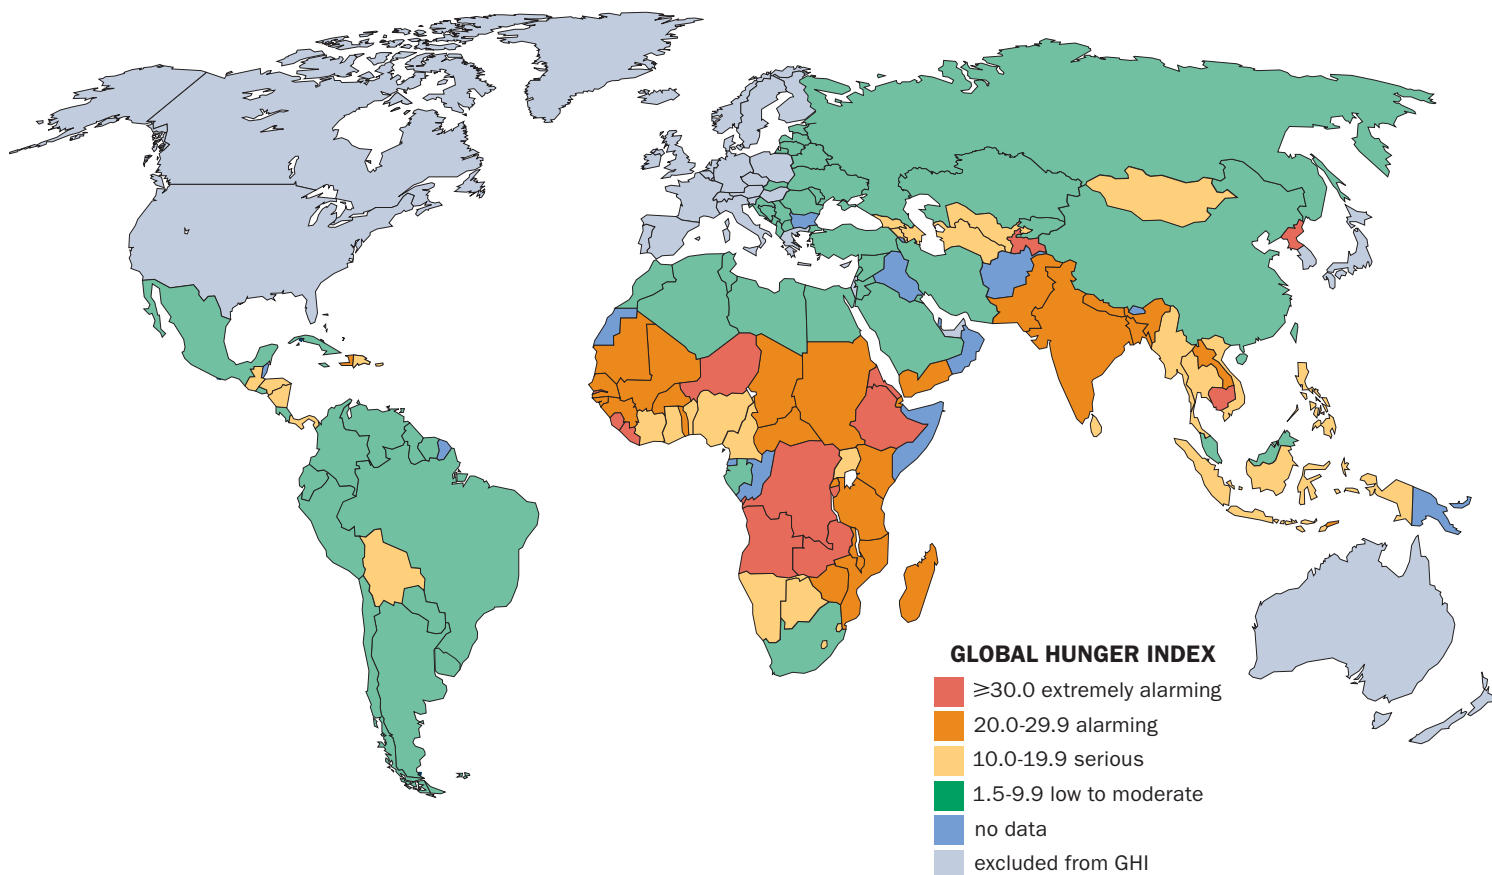 GLOBAL HUNGER INDEX
⩾30.0 extremely alarming
20.0-29.9 alarming
10.0-19.9 serious
1.5-9.9 low to moderate
no data
excluded from GHI